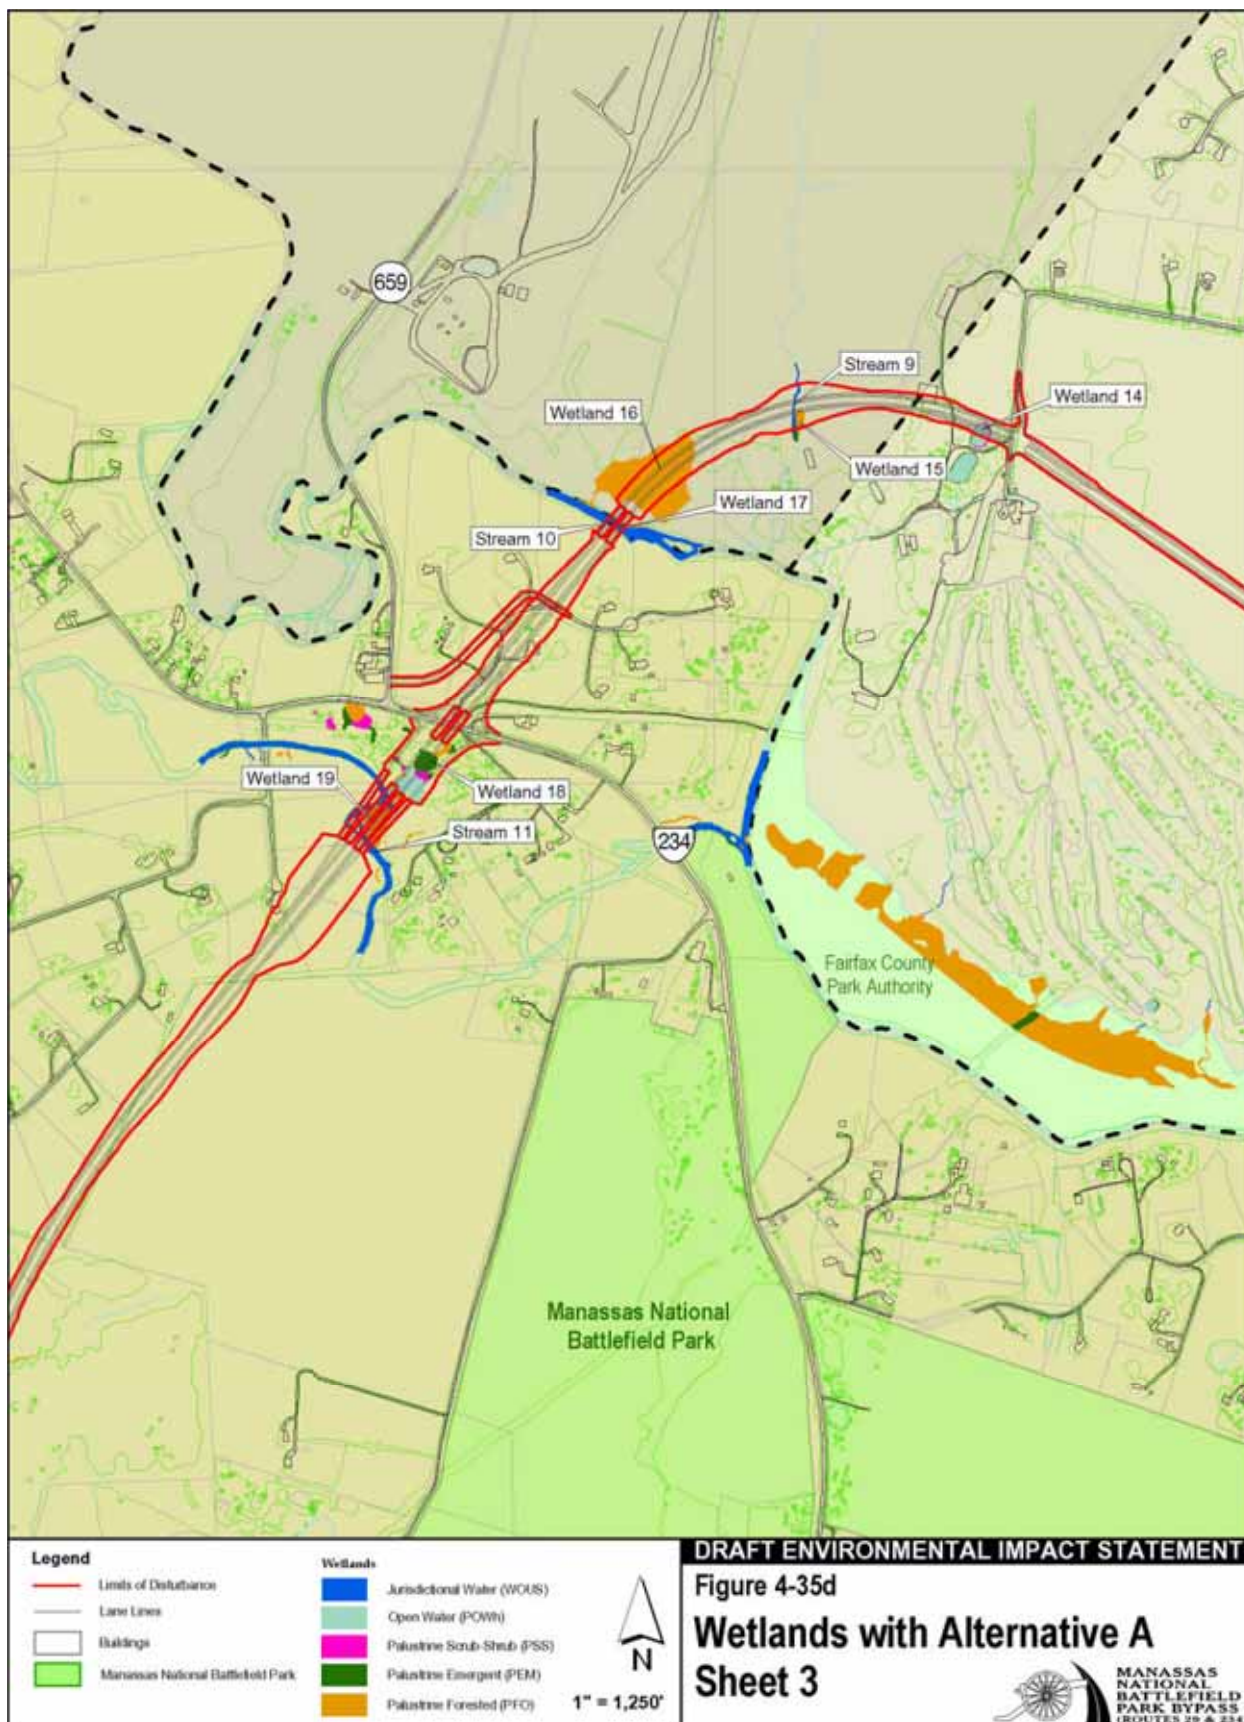 659
Stream 9
Wetland 14
Wetland 16
Wetland 15
Wetland 17
Stream 10
Wetland 19
Wetland 18
Stream 11
234
Fairfax County
Park Authority
Manassas National
Battlefield Park
Legend
Limits of Disturbance
Lane Lines
Buildings
Manassas National Battlefield Park
Wetlands
Jurisdictional Water (WOUS)
Open Water (POWh)
Palustrine Scrub-Shrub (PSS)
Palustrine Emergent (PEM)
Palustrine Forested (PFO)
N
1" = 1,250'
DRAFT ENVIRONMENTAL IMPACT STATEMENT
Figure 4-35d
Wetlands with Alternative A
Sheet 3
MANASSAS
NATIONAL
BATTLEFIELD
PARK BYPASS
(ROUTES 29 & 234)